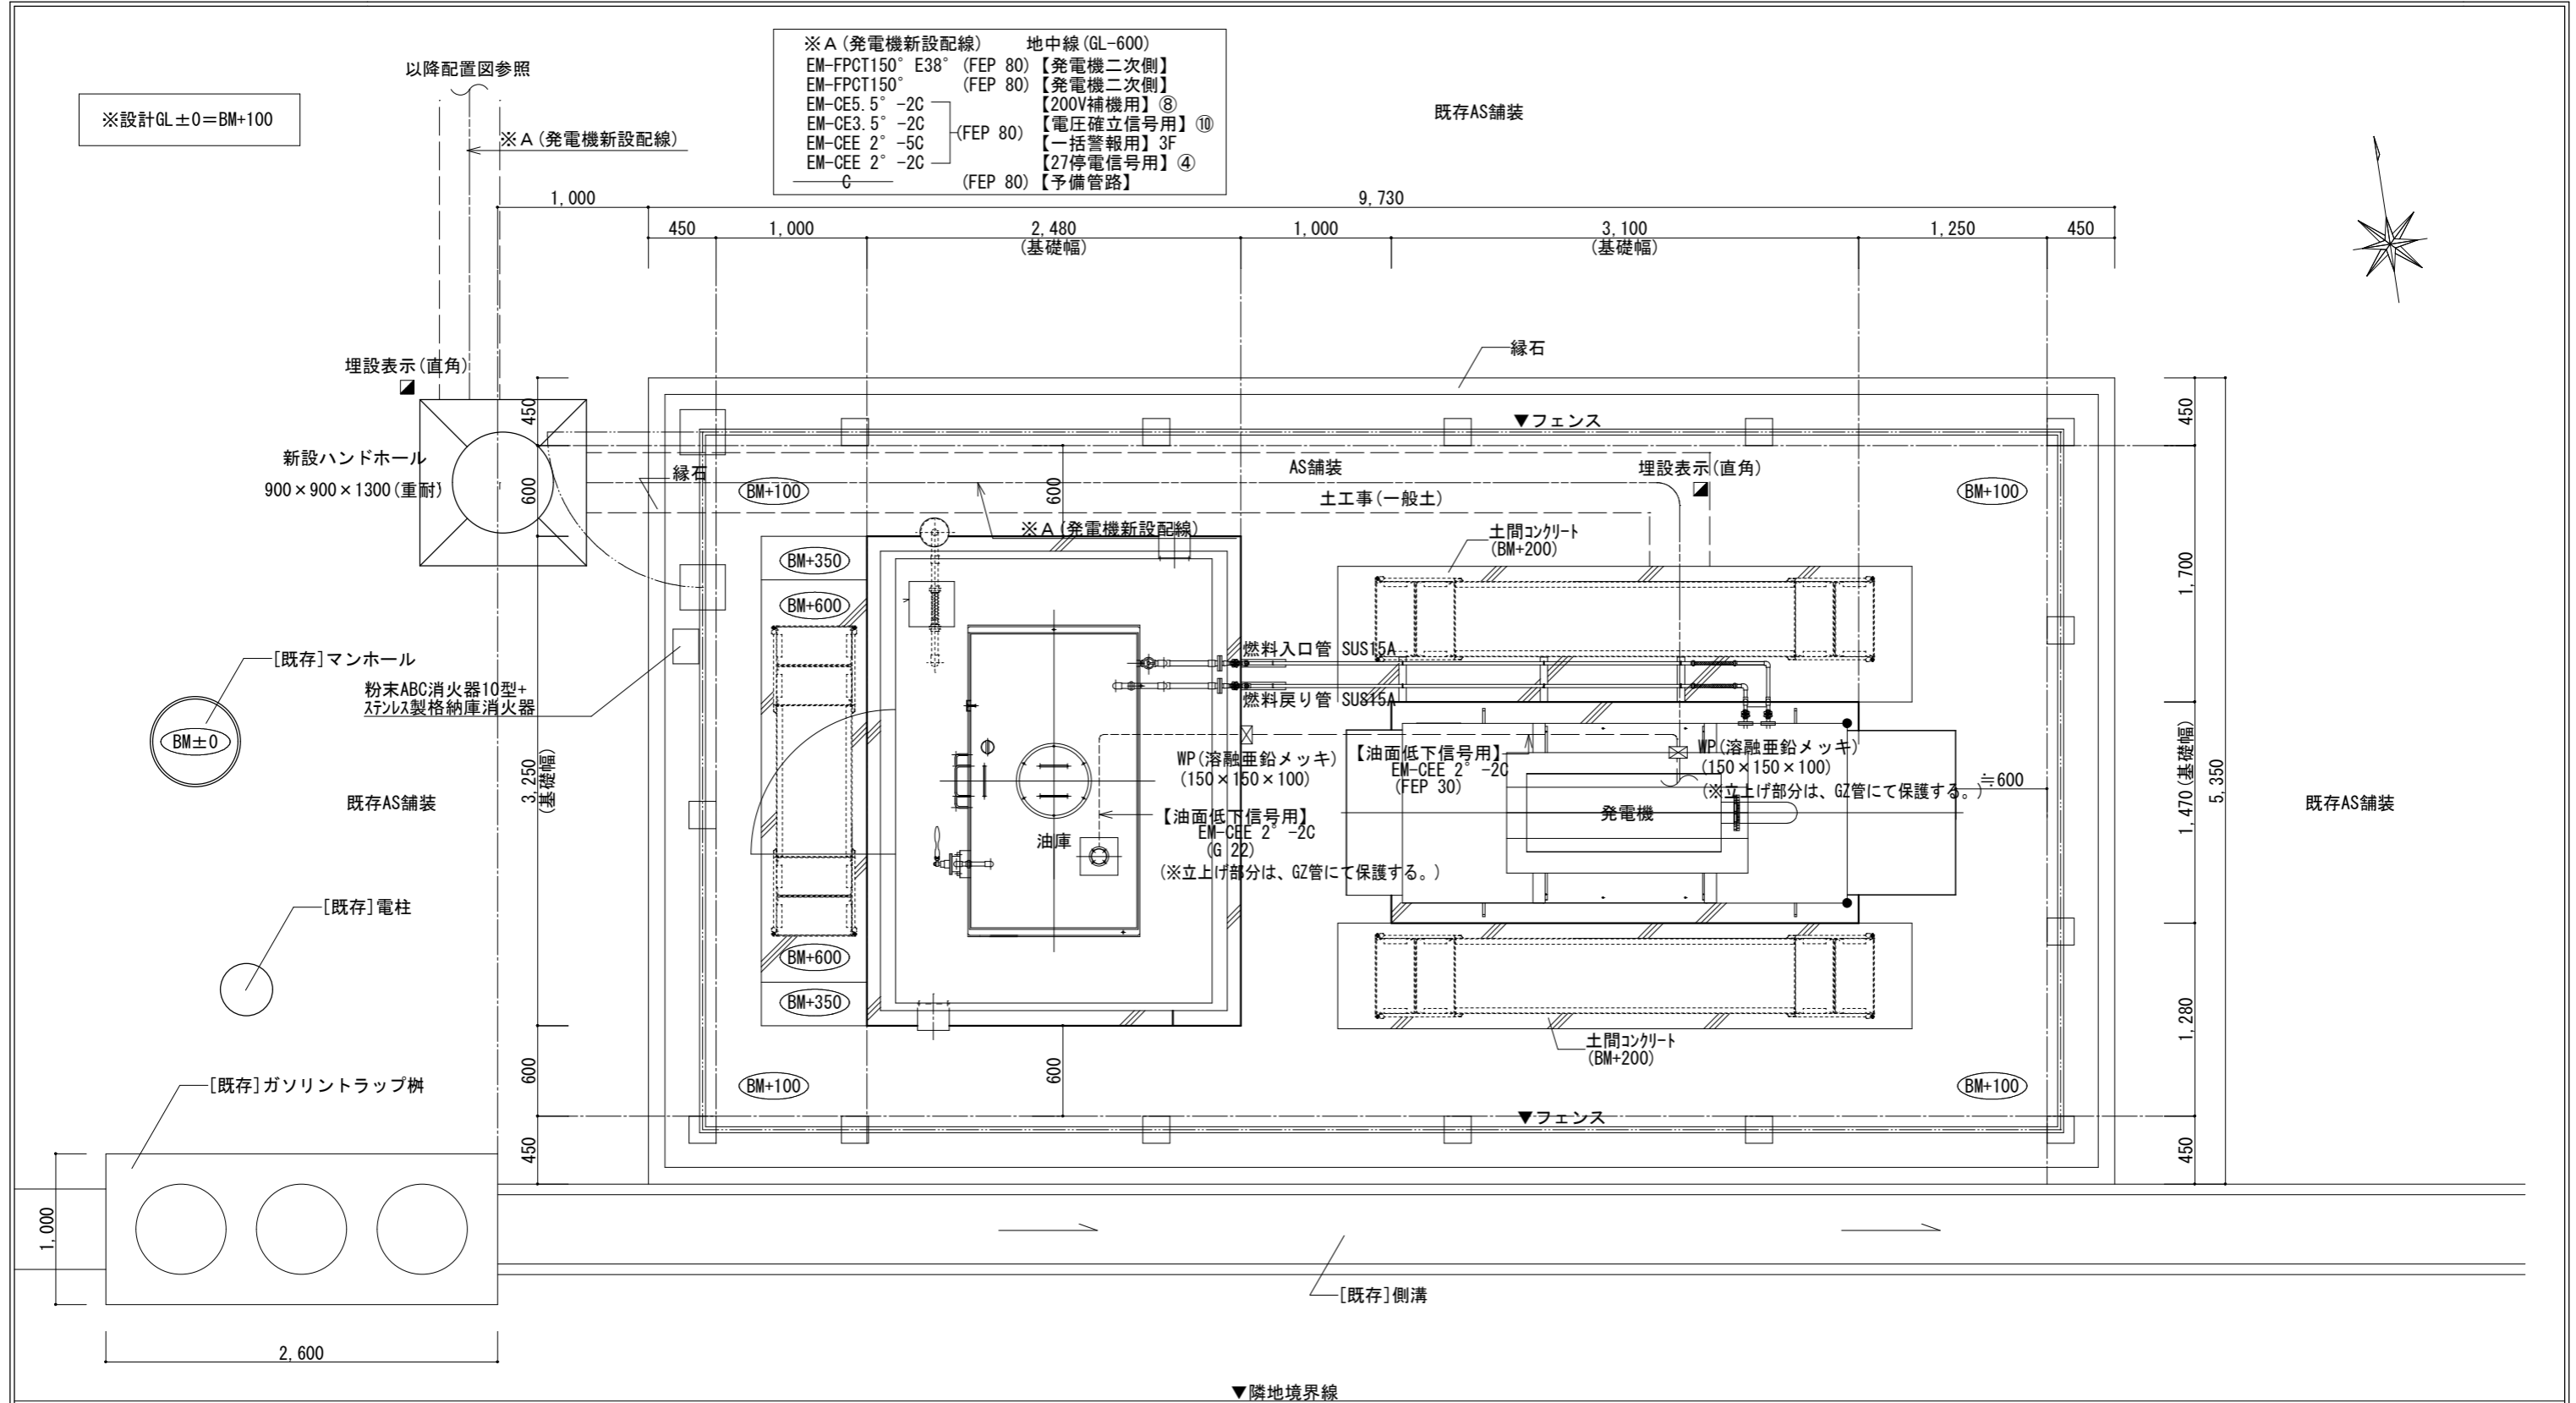 ※A(発電機新設配線) 地中線(GL-600)
EM-FPCT150° E38° (FEP 80)【発電機二次側】
EM-FPCT150° (FEP 80)【発電機二次側】
EM-CE5.5° -2C 【200V補機用】⑧
EM-CE3.5° -2C 【電圧確立信号用】⑩
(FEP 80)
EM-CEE 2° -5C 【一括警報用】3F
EM-CEE 2° -2C 【27停電信号用】④
C (FEP 80)【予備管路】
以降配置図参照
※設計GL±0=BM+100
※A(発電機新設配線)
既存AS舗装
1,000
9,730
450
1,000
2,480
(基礎幅)
1,000
3,100
(基礎幅)
1,250
450
縁石
埋設表示(直角)
450
▼フェンス
450
新設ハンドホール
900×900×1300(重耐)
縁石
600
BM+100
600
AS舗装
埋設表示(直角)
BM+100
土工事(一般土)
※A(発電機新設配線)
土間コンクリート
(BM+200)
BM+350
BM+600
1,700
燃料入口管 SUS15A
燃料戻り管 SUS15A
[既存]マンホール
粉末ABC消火器10型+
ステンレス製格納庫消火器
BM±0
WP(溶融亜鉛メッキ)
(150×150×100)
【油面低下信号用】
EM-CEE 2° -2C
(FEP 30)
WP(溶融亜鉛メッキ)
(150×150×100)
(※立上げ部分は、GZ管にて保護する。)
≒600
3,250
(基礎幅)
1,470(基礎幅)
5,350
既存AS舗装
既存AS舗装
【油面低下信号用】
EM-CEE 2° -2C
(G 22)
(※立上げ部分は、GZ管にて保護する。)
油庫
発電機
[既存]電柱
BM+600
BM+350
土間コンクリート
(BM+200)
1,280
600
600
[既存]ガソリントラップ桝
BM+100
BM+100
▼フェンス
450
450
1,000
2,600
[既存]側溝
▼隣地境界線